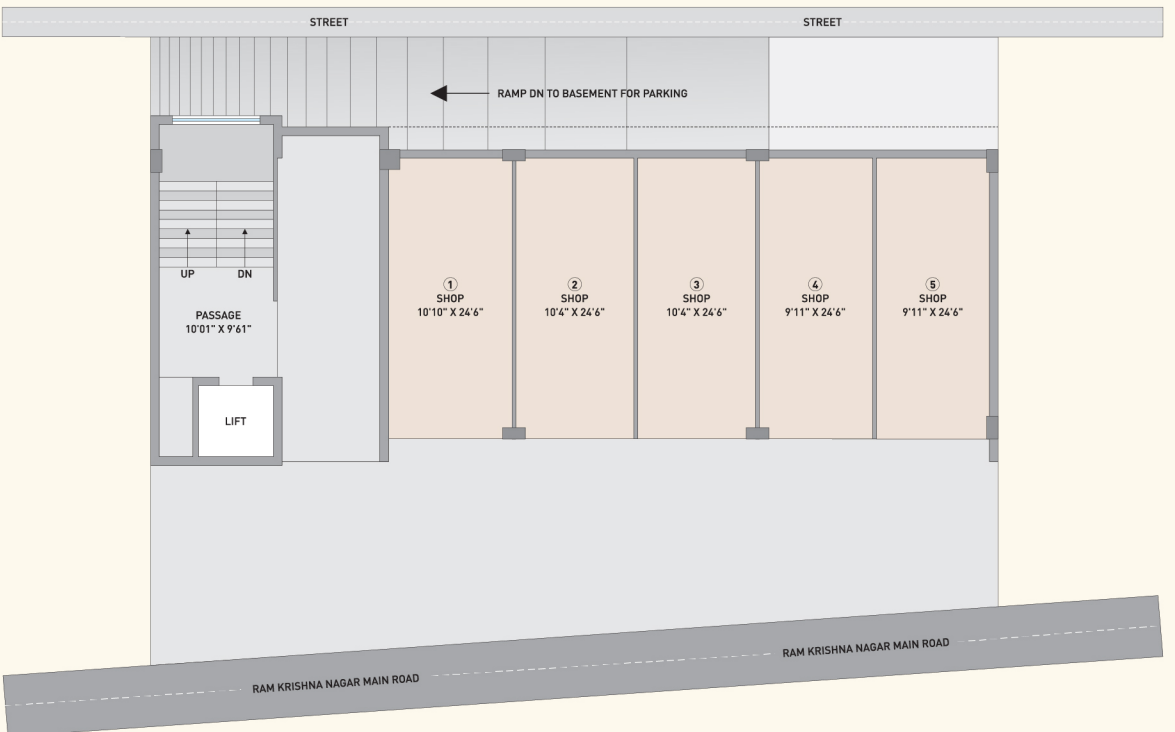 STREET
STREET
RAMP DN TO BASEMENT FOR PARKING
UP
DN
PASSAGE
10'01" X 9'61"
LIFT
1
SHOP
10'10" X 24'6"
2
SHOP
10'4" X 24'6"
3
SHOP
10'4" X 24'6"
4
SHOP
9'11" X 24'6"
5
SHOP
9'11" X 24'6"
RAM KRISHNA NAGAR MAIN ROAD
RAM KRISHNA NAGAR MAIN ROAD